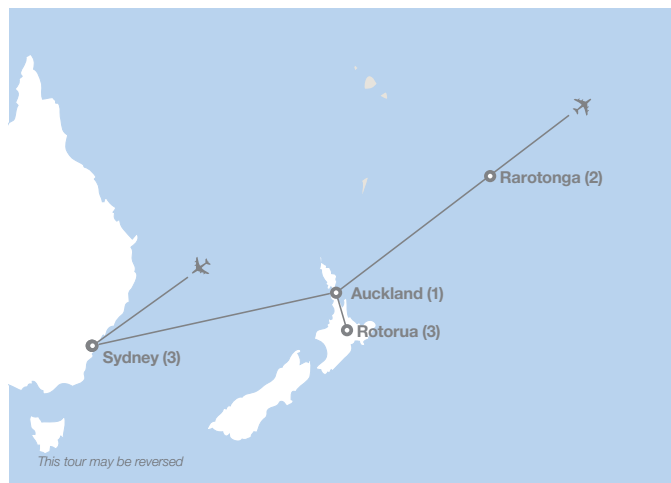 Rarotonga (2)
Auckland (1)
Rotorua (3)
Sydney (3)
This tour may be reversed